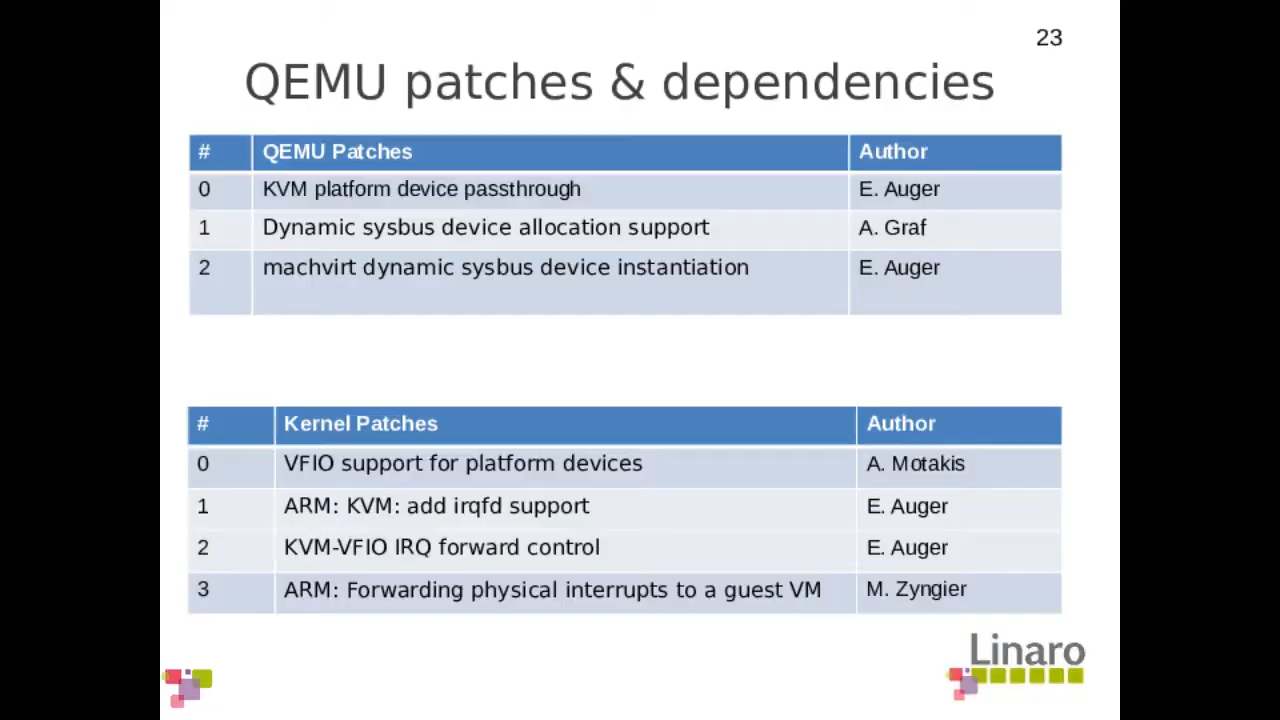 23
QEMU patches & dependencies
# QEMU Patches Author
0 KVM platform device passthrough E. Auger
1 Dynamic sysbus device allocation support A. Graf
2 machvirt dynamic sysbus device instantiation E. Auger
# Kernel Patches Author
0 VFIO support for platform devices A. Motakis
1 ARM: KVM: add irqfd support E. Auger
2 KVM-VFIO IRQ forward control E. Auger
3 ARM: Forwarding physical interrupts to a guest VM M. Zyngier
Linaro